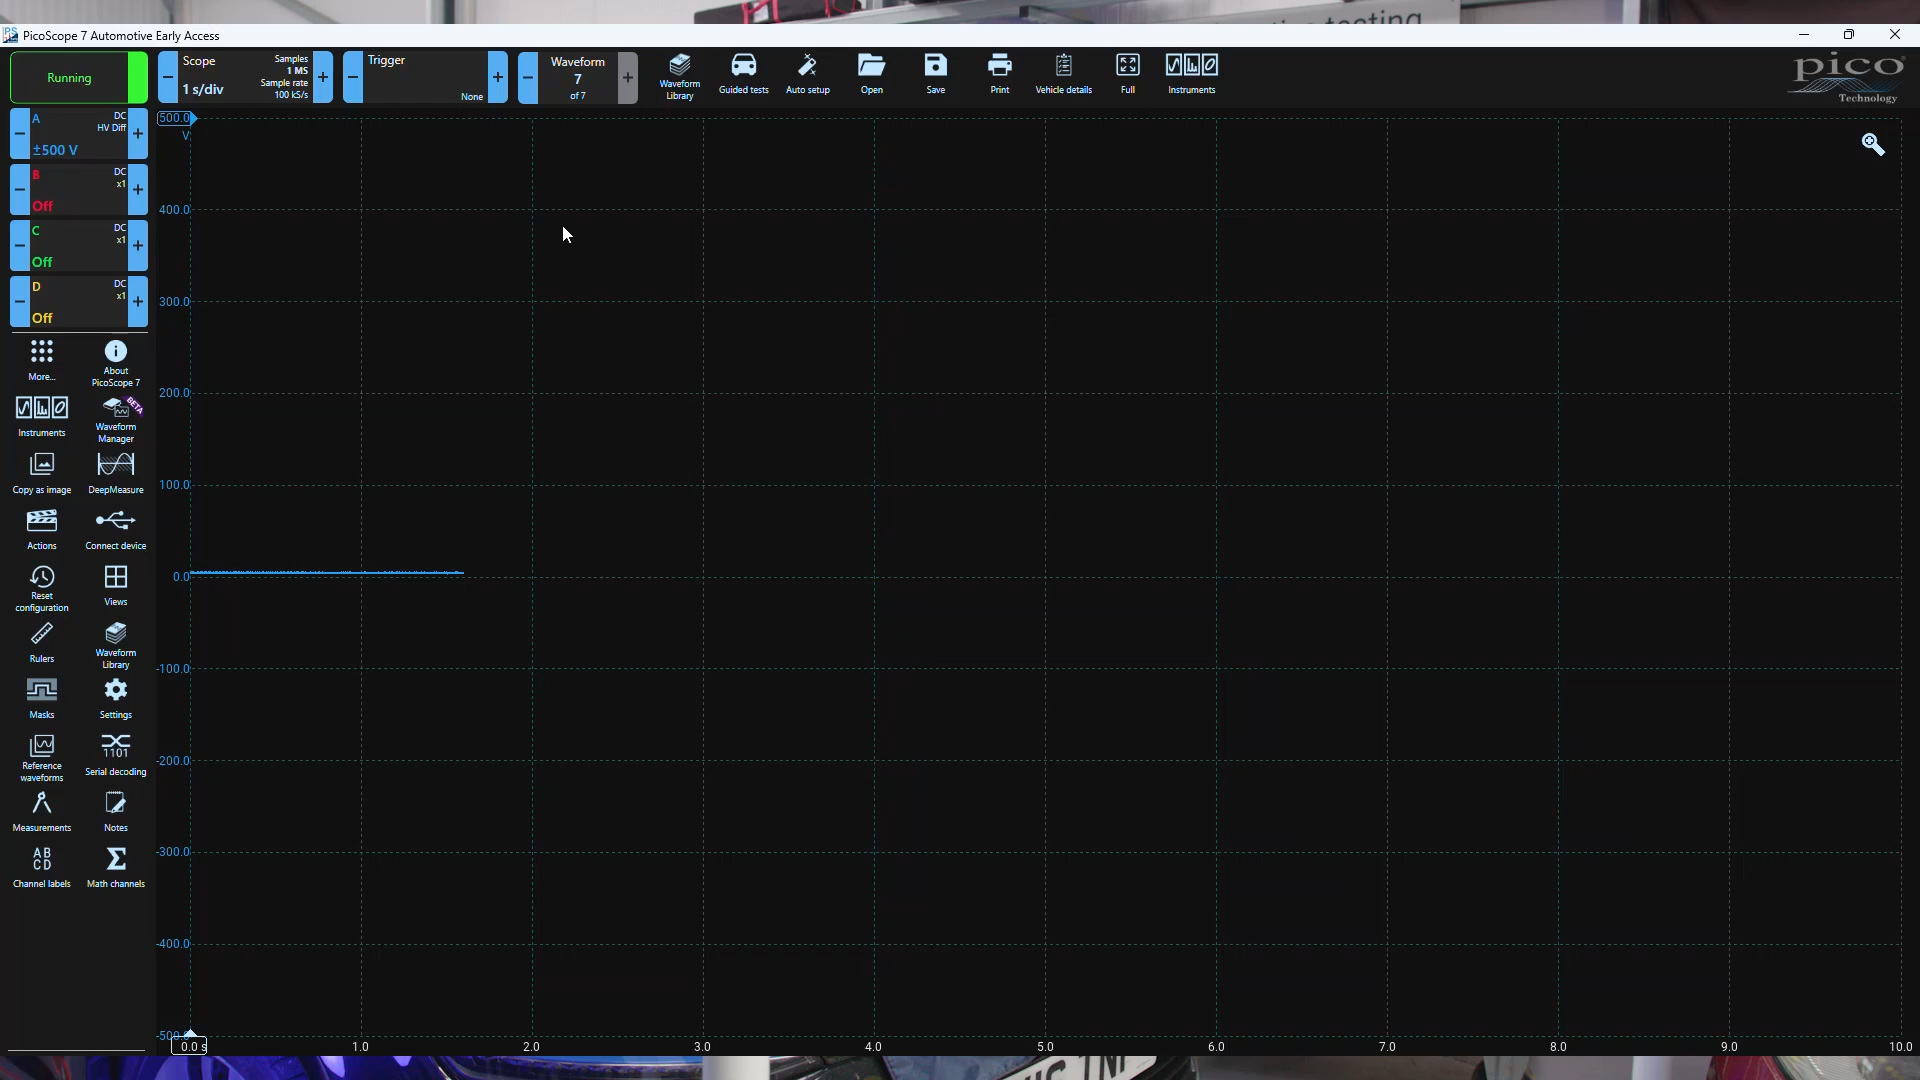 testing
PicoScope 7 Automotive Early Access
Running
Scope
1 s/div
Samples
1 MS
Sample rate
100 kS/s
Trigger
None
Waveform
7
of 7
Waveform
Library
Guided tests
Auto setup
Open
Save
Print
Vehicle details
Full
Instruments
pico
Technology
A
DC
HV Diff
±500 V
B
DC
x1
Off
C
DC
x1
Off
D
DC
x1
Off
More...
About
PicoScope 7
Instruments
BETA
Waveform
Manager
Copy as image
DeepMeasure
Actions
Connect device
Reset
configuration
Views
Rulers
Waveform
Library
Masks
Settings
Reference
waveforms
1101
Serial decoding
Measurements
Notes
A B
C D
Channel labels
Math channels
500.0
V
400.0
300.0
200.0
100.0
0.0
-100.0
-200.0
-300.0
-400.0
-500.0
0.0 s
1.0
2.0
3.0
4.0
5.0
6.0
7.0
8.0
9.0
10.0